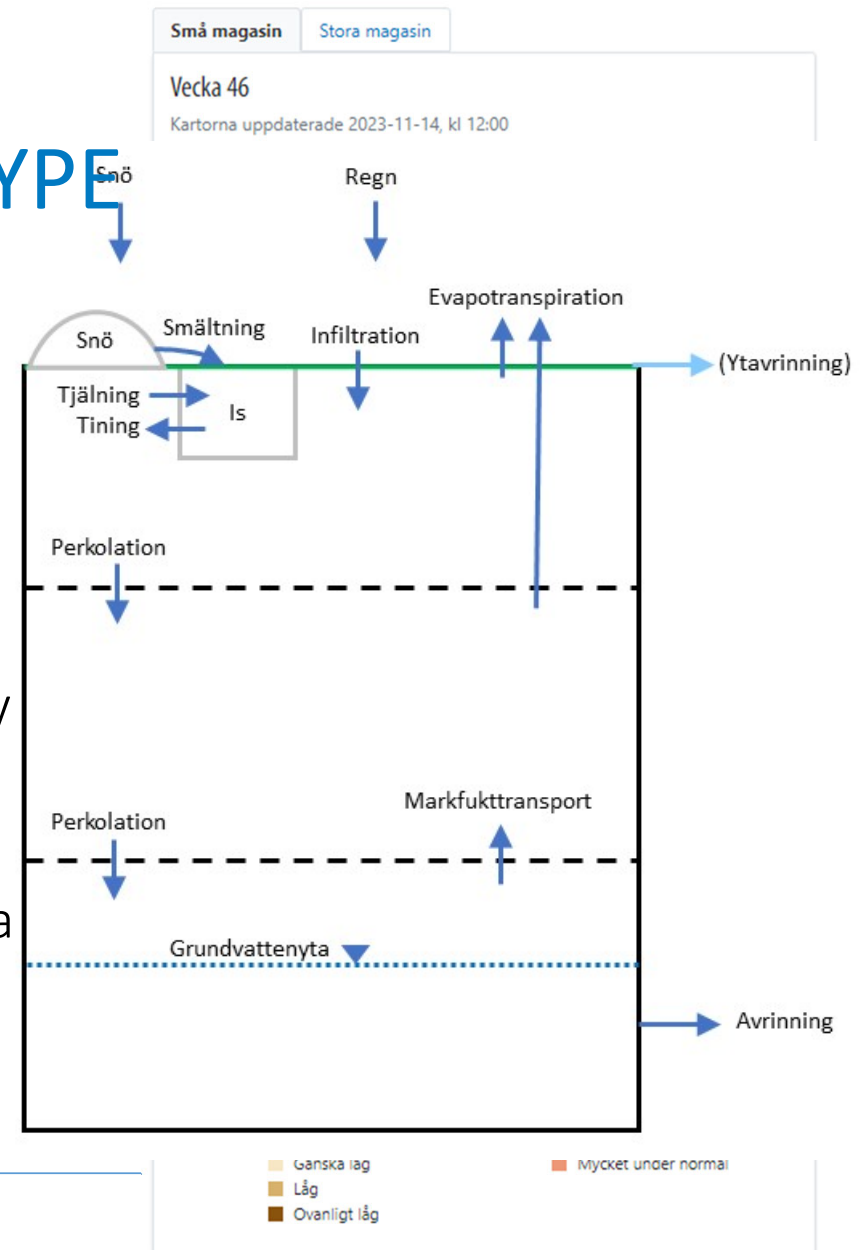 Små magasin Stora magasin
Vecka 46
Kartorna uppdaterade 2023-11-14, kl 12:00
YPE
Snö
Regn
Evapotranspiration
Snö
Smältning
Infiltration
(Ytavrinning)
Tjälning
Is
Tining
Perkolation
Markfukttransport
Perkolation
Grundvattenyta
Avrinning
Ganska låg
Mycket under normal
Låg
Ovanligt låg